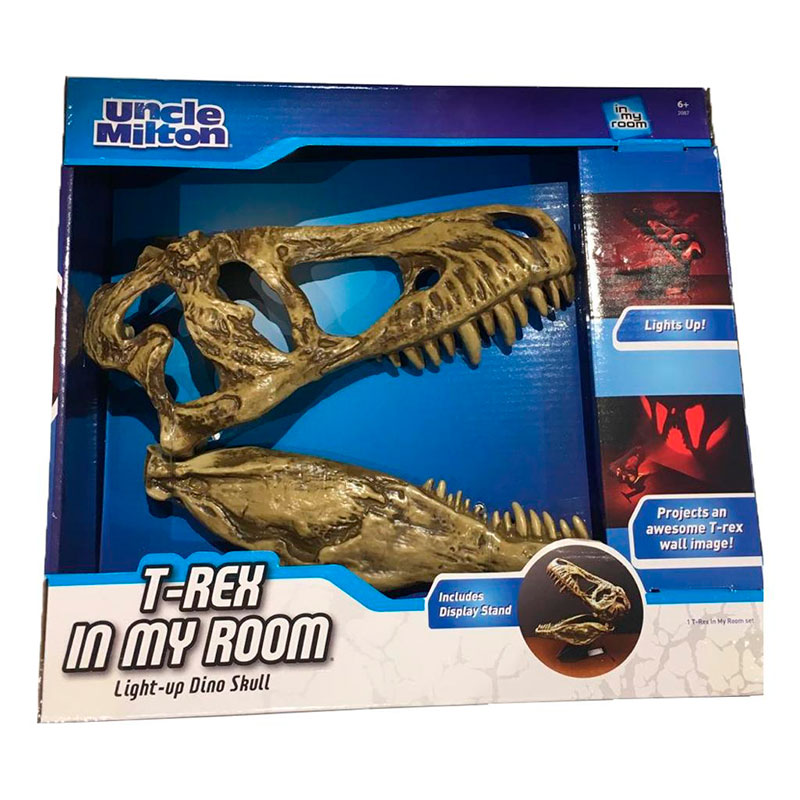 Uncle
Milton
in
my
room
6+
2087
Lights Up!
Projects an
awesome T-rex
wall image!
Includes
Display Stand
1 T-Rex In My Room set
T-REX
IN MY ROOM
Light-up Dino Skull